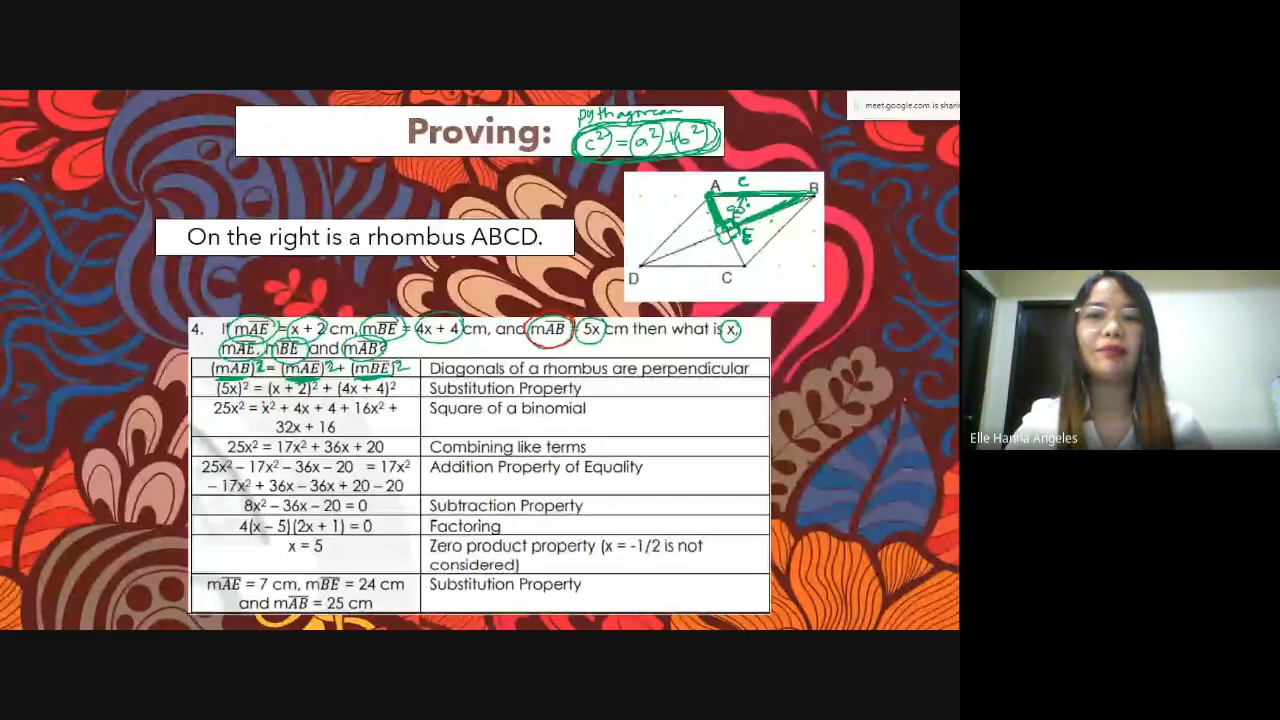 pythagorean
Proving:
c² = a² + b²
meet.google.com is sharin
A c B
90°
E
E
D C
On the right is a rhombus ABCD.
4. If mAE = x + 2 cm, mBE = 4x + 4 cm, and mAB = 5x cm then what is x,
mAE, mBE and mAB?
(mAB)² = (mAE)² + (mBE)² Diagonals of a rhombus are perpendicular
(5x)² = (x + 2)² + (4x + 4)² Substitution Property
25x² = x² + 4x + 4 + 16x² + Square of a binomial
32x + 16
25x² = 17x² + 36x + 20 Combining like terms
25x² – 17x² – 36x – 20 = 17x² Addition Property of Equality
– 17x² + 36x – 36x + 20 – 20
8x² – 36x – 20 = 0 Subtraction Property
4(x – 5)(2x + 1) = 0 Factoring
x = 5 Zero product property (x = -1/2 is not
considered)
mAE = 7 cm, mBE = 24 cm Substitution Property
and mAB = 25 cm
Elle Hanna Angeles